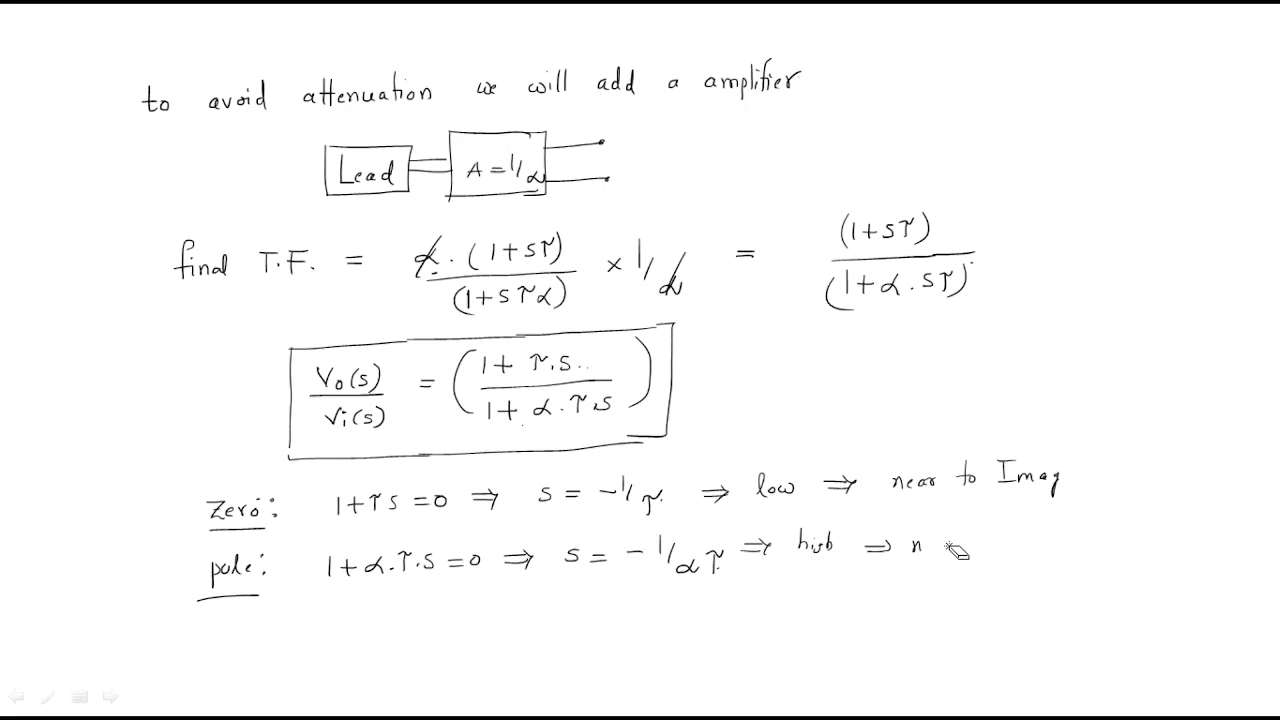 to avoid attenuation we will add a amplifier
Lead A = 1/α
final T.F. = α . (1+sτ) / (1+sτα) × 1/α = (1+sτ) / (1+α.sτ)
Vo(s) / Vi(s) = ( 1+ τ.s / 1+ α.τ.s )
Zero: 1+τs =0 ⇒ s = -1/τ ⇒ low ⇒ near to Imag
pole: 1+α.τ.s =0 ⇒ s = -1/ατ ⇒ high ⇒ n